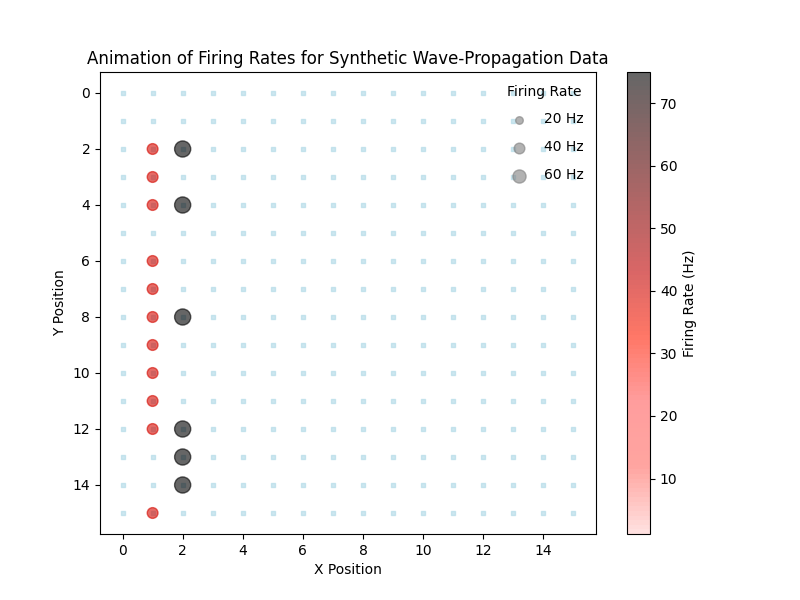 Animation of Firing Rates for Synthetic Wave-Propagation Data
Firing Rate
20 Hz
40 Hz
60 Hz
0
2
4
6
8
10
12
14
Y Position
0 2 4 6 8 10 12 14
X Position
70
60
50
40
30
20
10
Firing Rate (Hz)